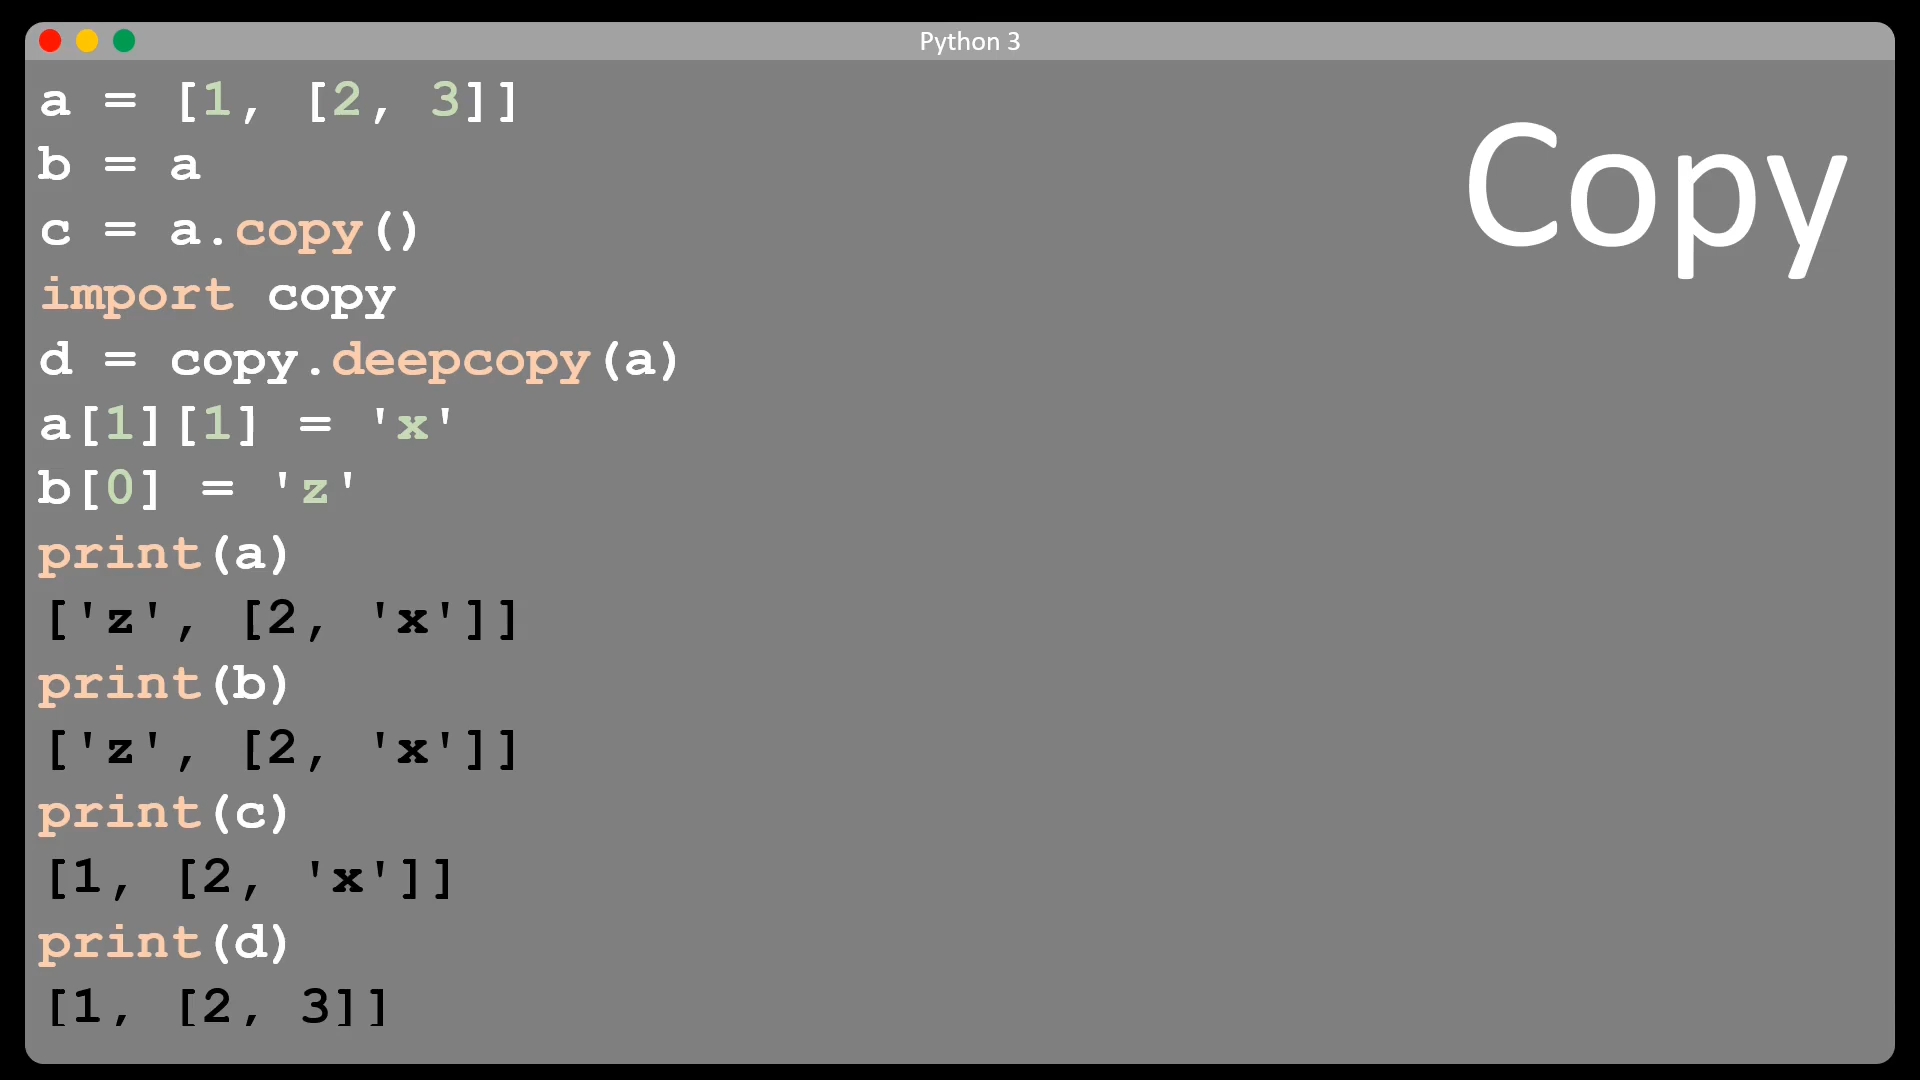 Python 3
Copy
a = [1, [2, 3]]
b = a
c = a.copy()
import copy
d = copy.deepcopy(a)
a[1][1] = 'x'
b[0] = 'z'
print(a)
['z', [2, 'x']]
print(b)
['z', [2, 'x']]
print(c)
[1, [2, 'x']]
print(d)
[1, [2, 3]]